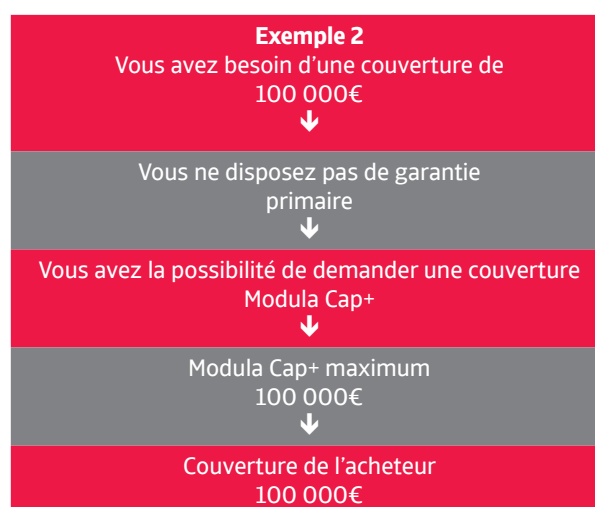 Exemple 2
Vous avez besoin d'une couverture de
100 000€
Vous ne disposez pas de garantie
primaire
Vous avez la possibilité de demander une couverture
Modula Cap+
Modula Cap+ maximum
100 000€
Couverture de l'acheteur
100 000€